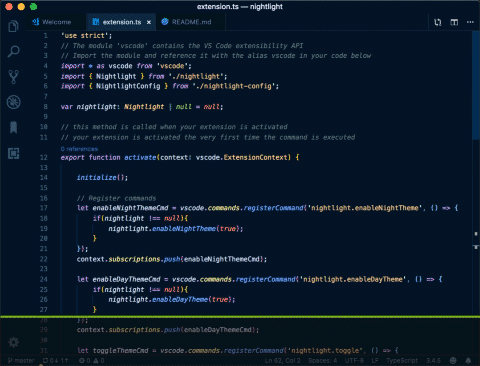 extension.ts — nightlight
Welcome
extension.ts
README.md
1 'use strict';
2 // The module 'vscode' contains the VS Code extensibility API
3 // Import the module and reference it with the alias vscode in your code below
4 import * as vscode from 'vscode';
5 import { Nightlight } from './nightlight';
6 import { NightlightConfig } from './nightlight-config';
7
8 var nightlight: Nightlight | null = null;
9
10 // this method is called when your extension is activated
11 // your extension is activated the very first time the command is executed
0 references
12 export function activate(context: vscode.ExtensionContext) {
13
14 initialize();
15
16 // Register commands
17 let enableNightThemeCmd = vscode.commands.registerCommand('nightlight.enableNightTheme', () => {
18 if(nightlight !== null){
19 nightlight.enableNightTheme(true);
20 }
21 });
22 context.subscriptions.push(enableNightThemeCmd);
23
24 let enableDayThemeCmd = vscode.commands.registerCommand('nightlight.enableDayTheme', () => {
25 if(nightlight !== null){
26 nightlight.enableDayTheme(true);
27 }
28 });
29 context.subscriptions.push(enableDayThemeCmd);
30
31 let toggleThemeCmd = vscode.commands.registerCommand('nightlight.toggle', () => {
master 0↓ 1↑ 0 0 Ln 62, Col 2 Spaces: 4 UTF-8 LF TypeScript 3.4.5